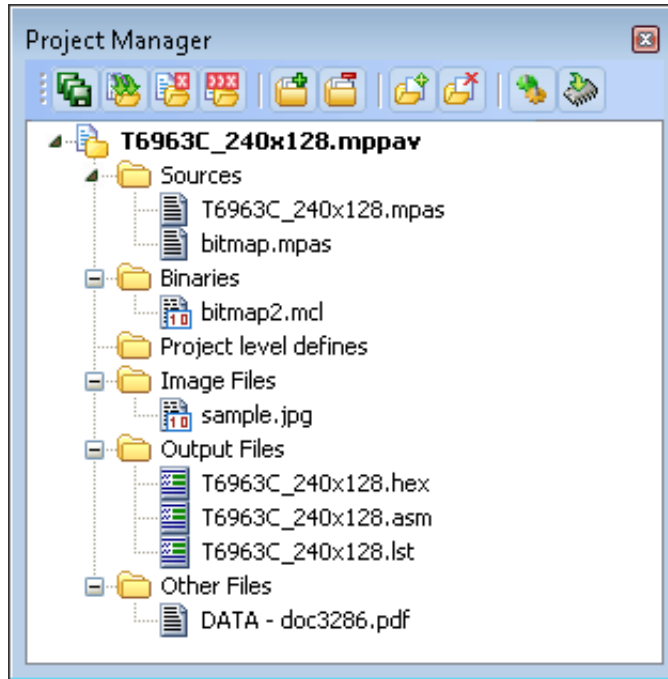 Project Manager
T6963C_240x128.mppav
Sources
T6963C_240x128.mpas
bitmap.mpas
Binaries
bitmap2.mcl
Project level defines
Image Files
sample.jpg
Output Files
T6963C_240x128.hex
T6963C_240x128.asm
T6963C_240x128.lst
Other Files
DATA - doc3286.pdf